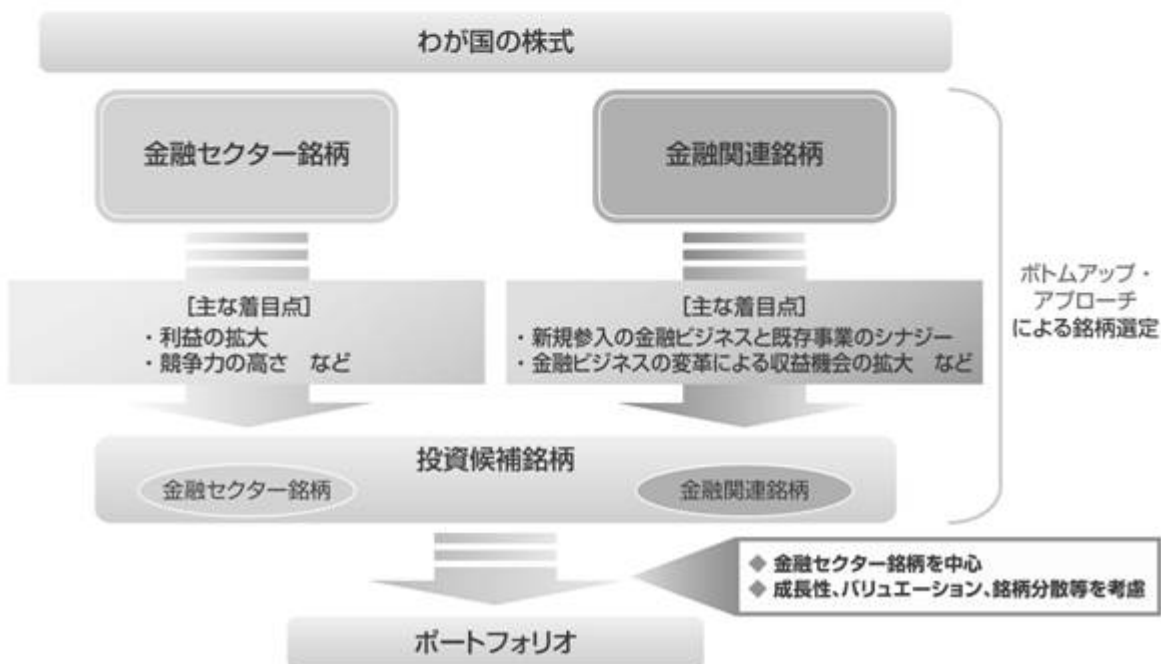 わが国の株式
金融セクター銘柄
金融関連銘柄
[主な着目点]
・利益の拡大
・競争力の高さ　など
[主な着目点]
・新規参入の金融ビジネスと既存事業のシナジー
・金融ビジネスの変革による収益機会の拡大　など
ボトムアップ・
アプローチ
による銘柄選定
投資候補銘柄
金融セクター銘柄
金融関連銘柄
◆ 金融セクター銘柄を中心
◆ 成長性、バリュエーション、銘柄分散等を考慮
ポートフォリオ